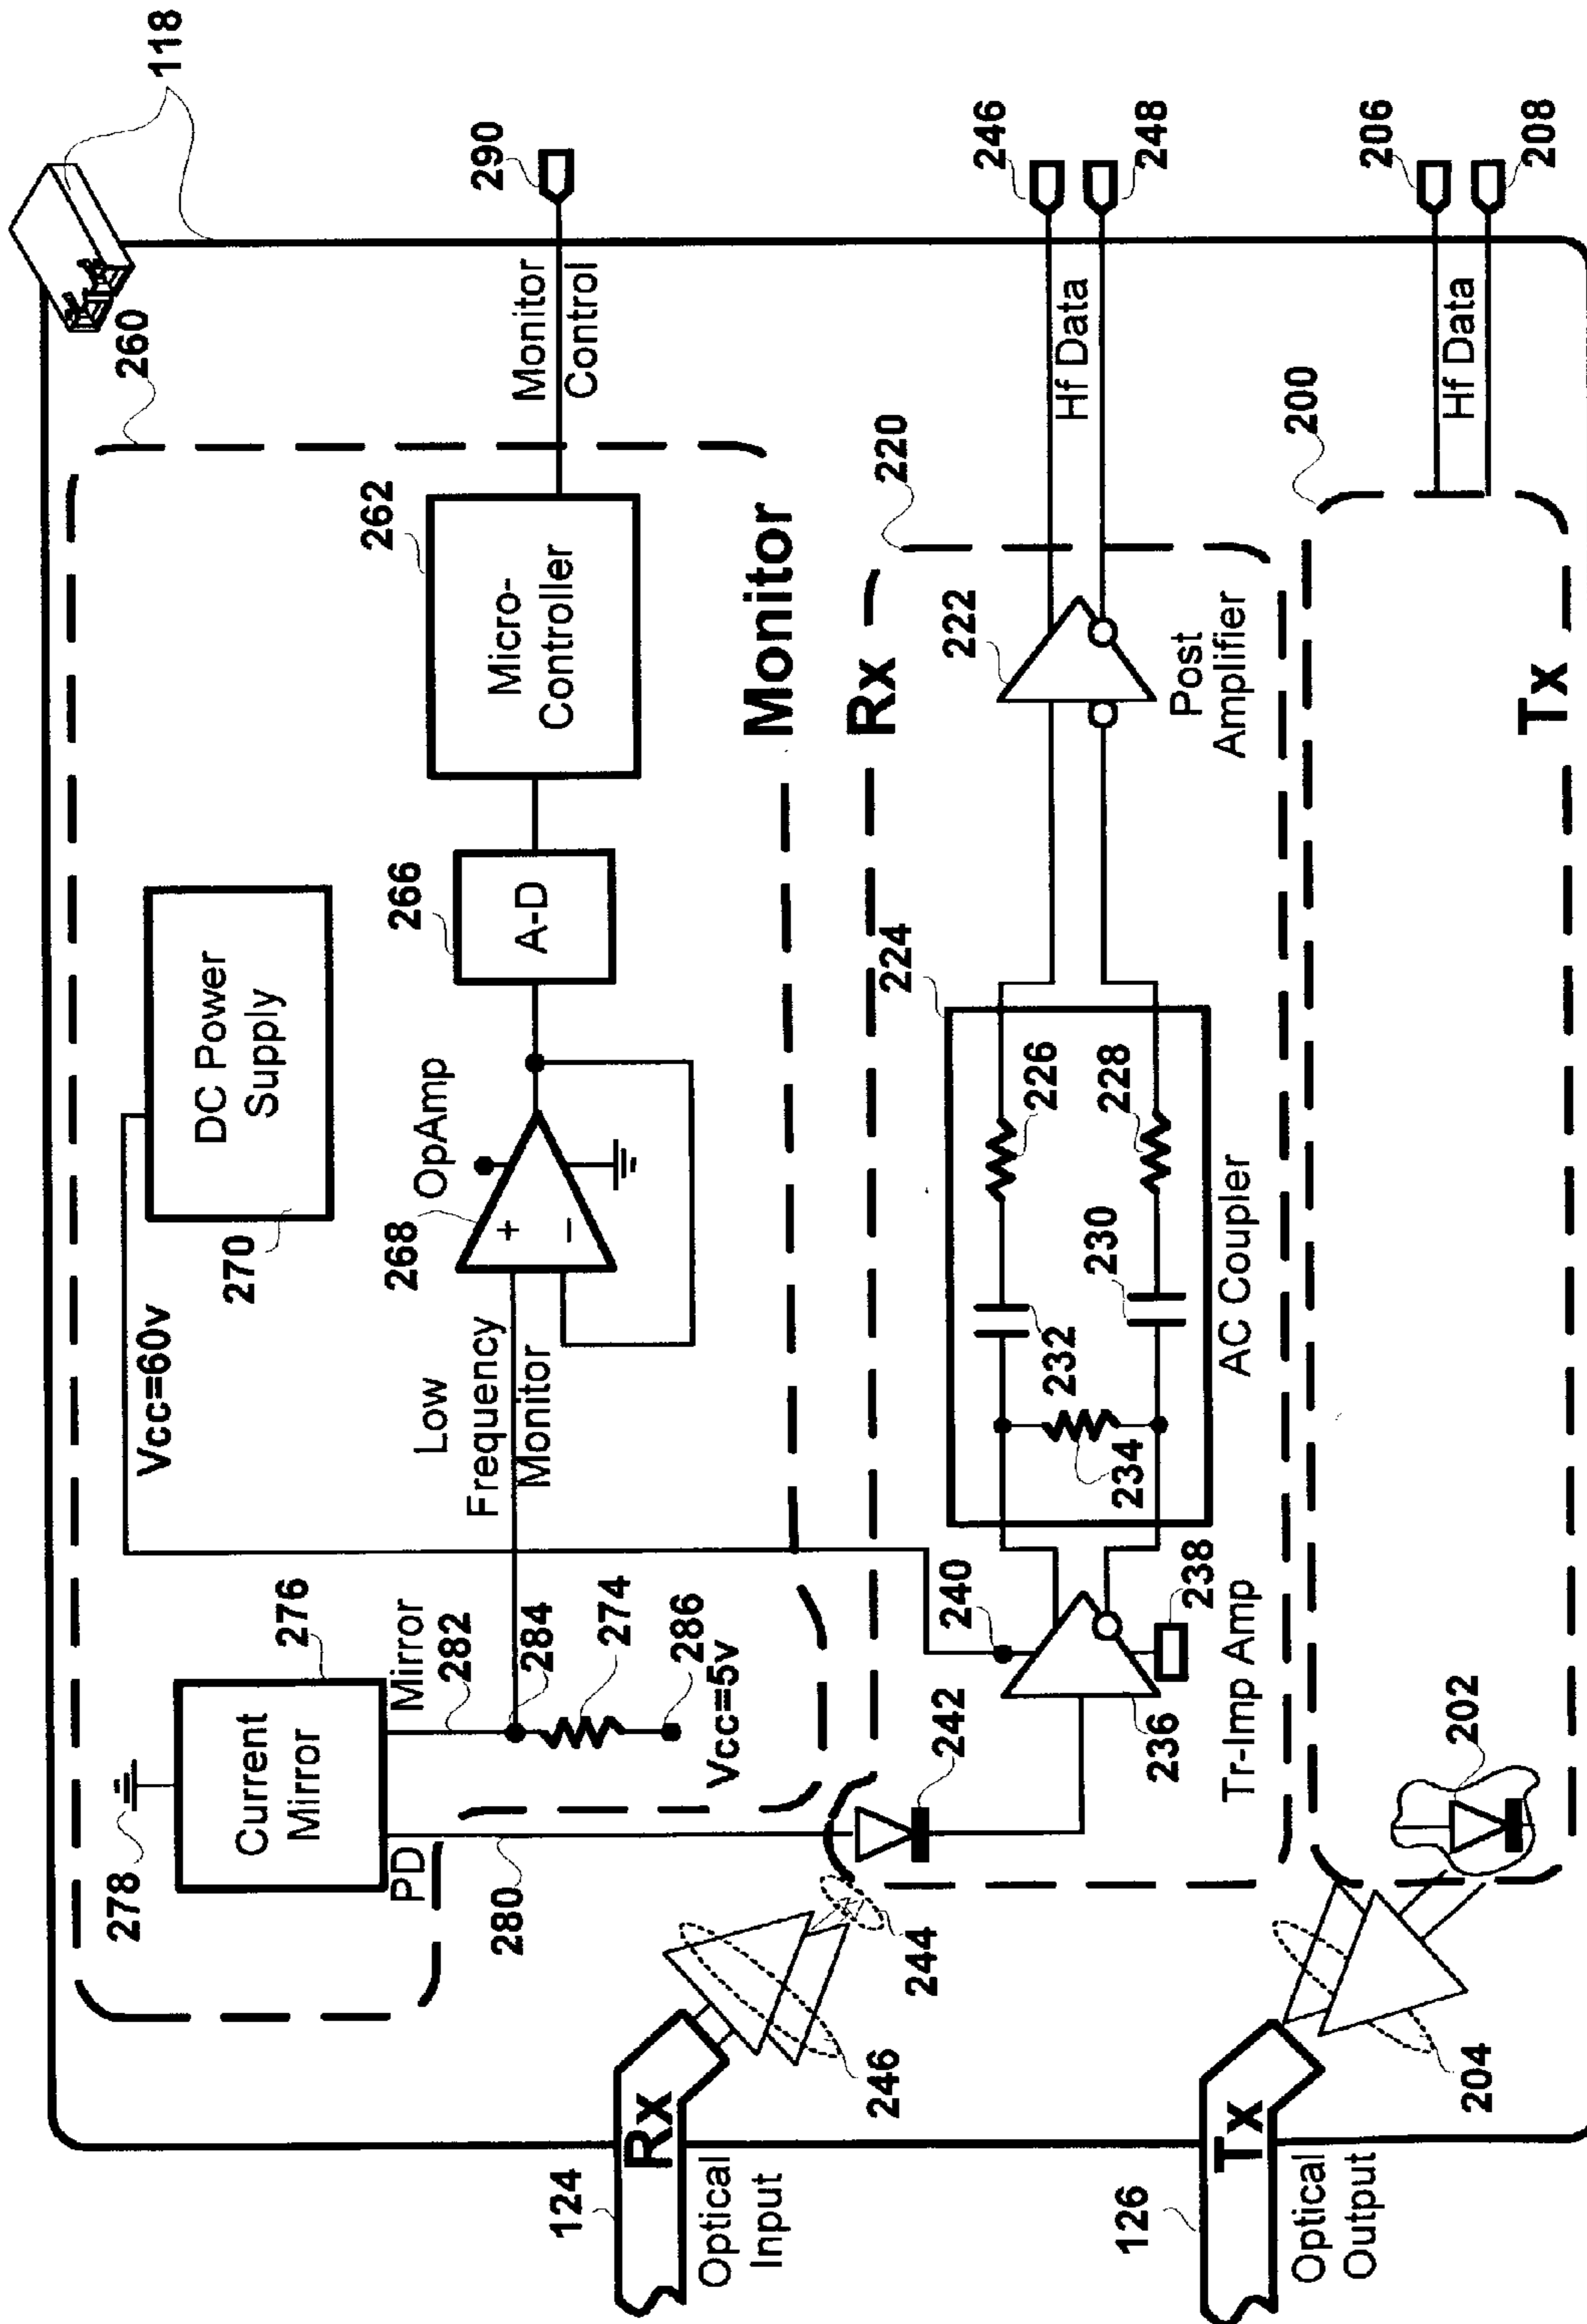 118
260
290
Monitor
Control
262
Micro-
Controller
Monitor
266
A-D
DC Power
Supply
270
Vcc=60v
OpAmp
268
+
−
Low
Frequency
Monitor
276
Current
Mirror
278
Mirror
282
284
274
286
Vcc=5v
PD
280
246
248
Hf Data
220
Rx
222
Post
Amplifier
224
226
228
230
232
234
AC Coupler
240
238
236
Tr-Imp Amp
242
244
246
124
Rx
Optical
Input
206
208
Hf Data
200
Tx
202
204
126
Tx
Optical
Output